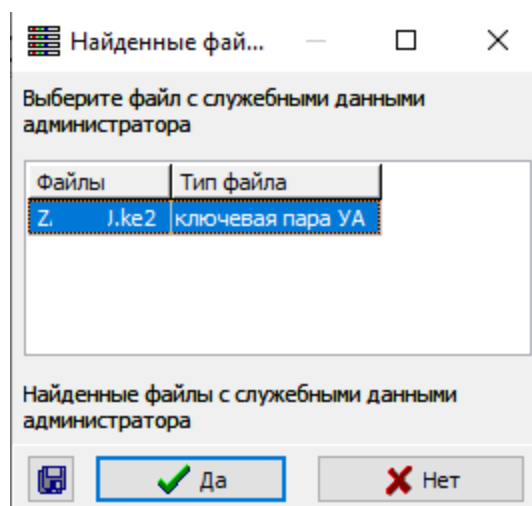 Найденные фай...
Выберите файл с служебными данными
администратора
Файлы Тип файла
Z. J.ke2 ключевая пара УА
Найденные файлы с служебными данными
администратора
Да Нет